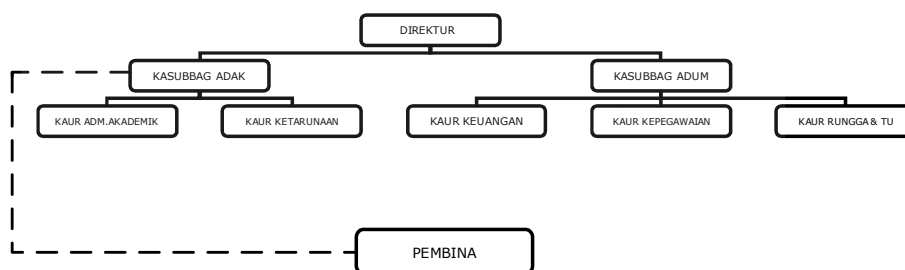 DIREKTUR
KASUBBAG ADAK
KASUBBAG ADUM
KAUR ADM.AKADEMIK
KAUR KETARUNAAN
KAUR KEUANGAN
KAUR KEPEGAWAIAN
KAUR RUNGGA & TU
PEMBINA